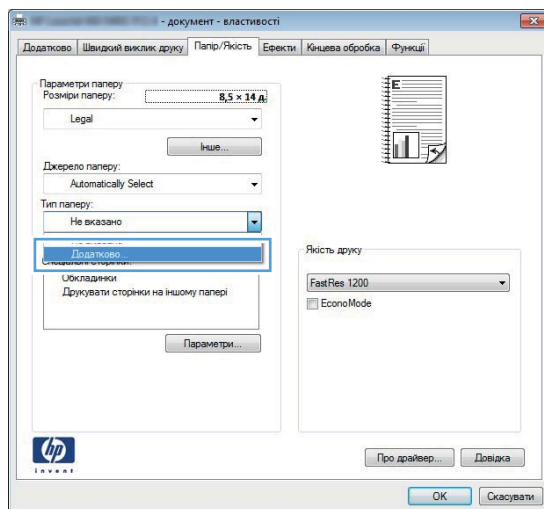 - документ - властивості
Додатково Швидкий виклик друку Папір/Якість Ефекти Кінцева обробка Функції
Параметри паперу
Розміри паперу: 8,5 × 14 д.
Legal
Інше...
Джерело паперу:
Automatically Select
Тип паперу:
Не вказано
Додатково...
Обкладинки
Друкувати сторінки на іншому папері
Параметри...
E
Якість друку
FastRes 1200
EconoMode
hp
invent
Про драйвер... Довідка
OK Скасувати